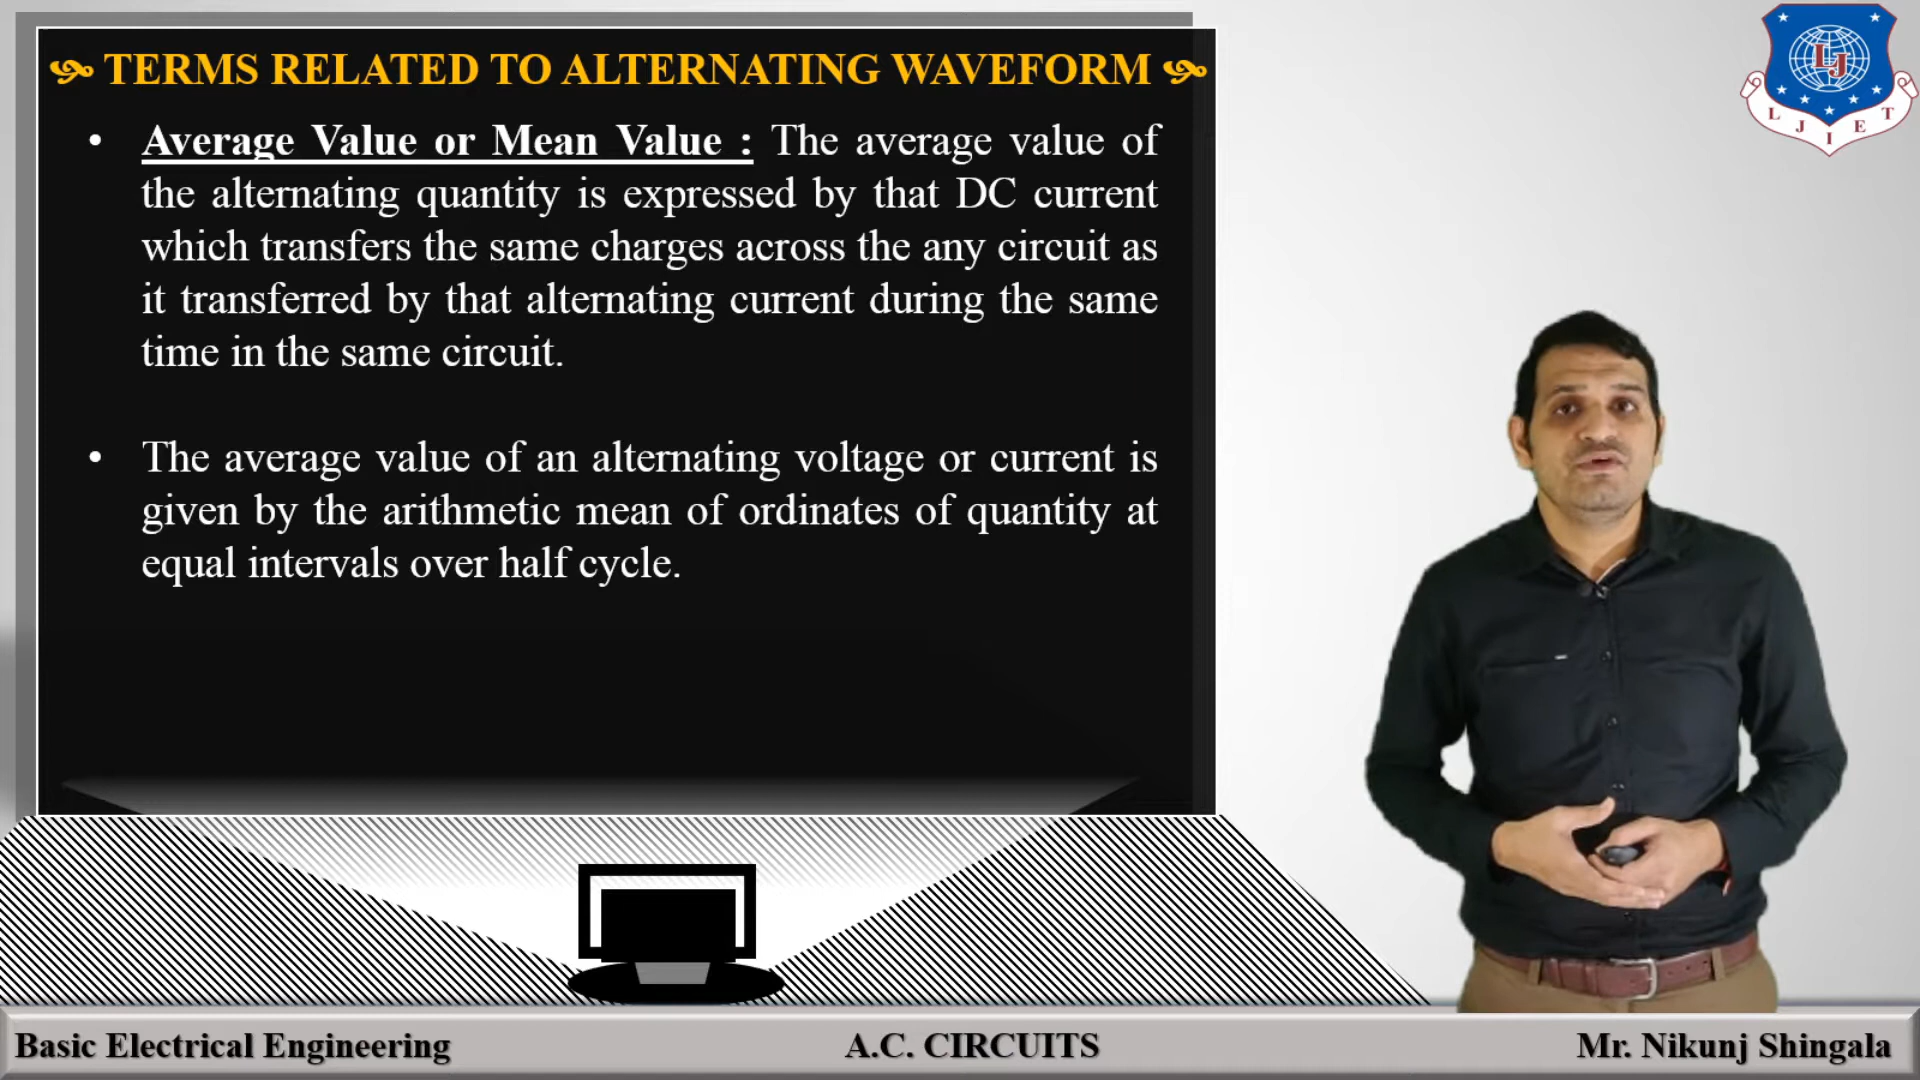 TERMS RELATED TO ALTERNATING WAVEFORM
• Average Value or Mean Value : The average value of
the alternating quantity is expressed by that DC current
which transfers the same charges across the any circuit as
it transferred by that alternating current during the same
time in the same circuit.
• The average value of an alternating voltage or current is
given by the arithmetic mean of ordinates of quantity at
equal intervals over half cycle.
LJ
L J I E T
Basic Electrical Engineering
A.C. CIRCUITS
Mr. Nikunj Shingala